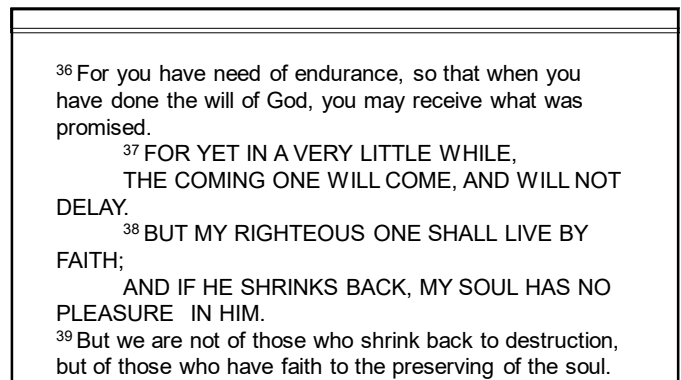 36 For you have need of endurance, so that when you
have done the will of God, you may receive what was
promised.
37 FOR YET IN A VERY LITTLE WHILE,
THE COMING ONE WILL COME, AND WILL NOT
DELAY.
38 BUT MY RIGHTEOUS ONE SHALL LIVE BY
FAITH;
AND IF HE SHRINKS BACK, MY SOUL HAS NO
PLEASURE IN HIM.
39 But we are not of those who shrink back to destruction,
but of those who have faith to the preserving of the soul.